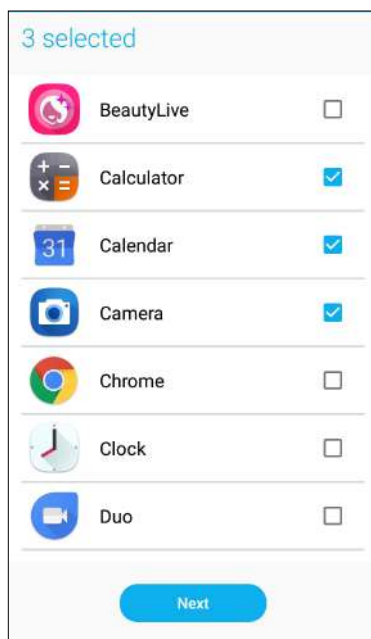 3 selected
BeautyLive
Calculator
31
Calendar
Camera
Chrome
Clock
Duo
Next